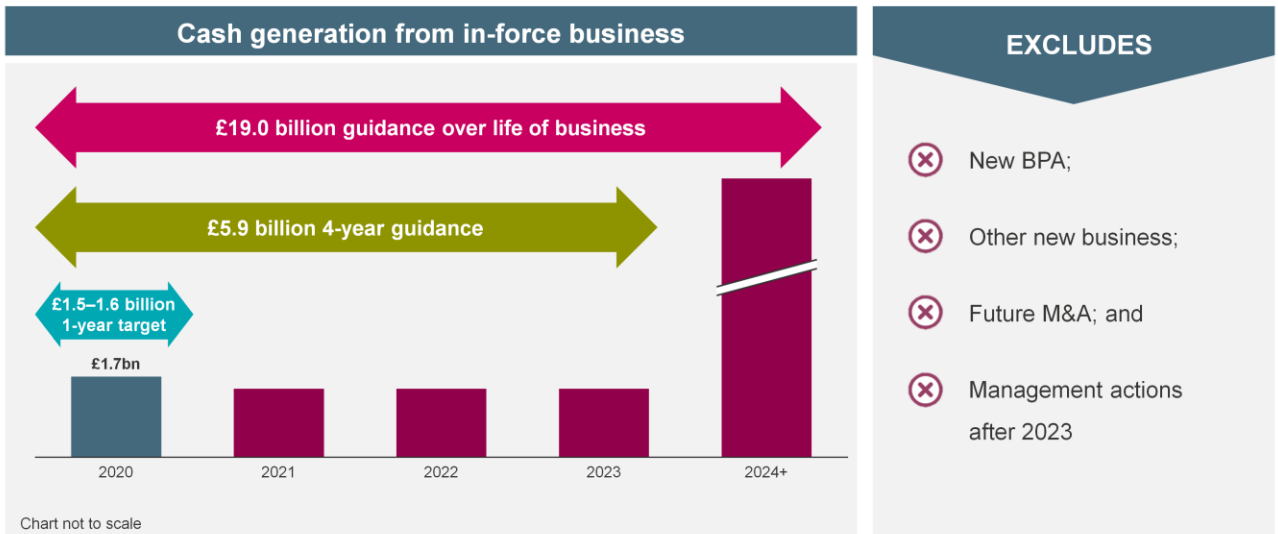 Cash generation from in-force business
£19.0 billion guidance over life of business
£5.9 billion 4-year guidance
£1.5–1.6 billion
1-year target
£1.7bn
2020
2021
2022
2023
2024+
Chart not to scale
EXCLUDES
New BPA;
Other new business;
Future M&A; and
Management actions
after 2023